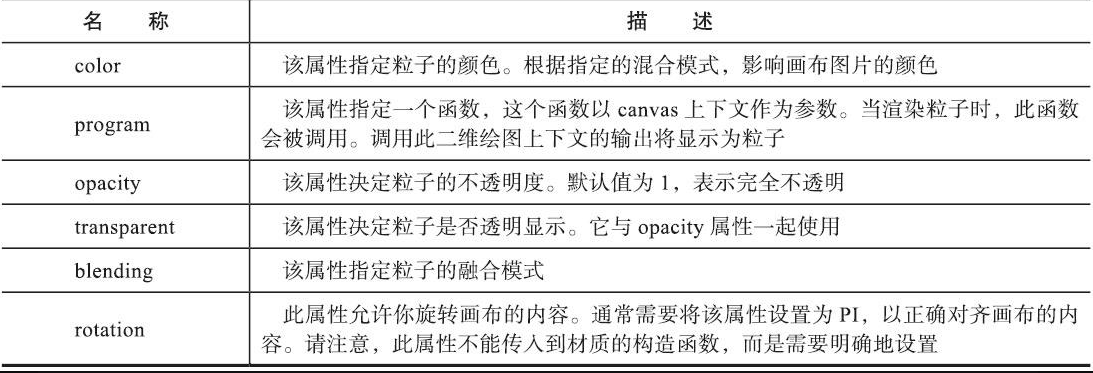 名 称 描 述
color 该属性指定粒子的颜色。根据指定的混合模式，影响画布图片的颜色
program 该属性指定一个函数，这个函数以 canvas 上下文作为参数。当渲染粒子时，此函数
会被调用。调用此二维绘图上下文的输出将显示为粒子
opacity 该属性决定粒子的不透明度。默认值为 1，表示完全不透明
transparent 该属性决定粒子是否透明显示。它与 opacity 属性一起使用
blending 该属性指定粒子的融合模式
rotation 此属性允许你旋转画布的内容。通常需要将该属性设置为 PI，以正确对齐画布的内
容。请注意，此属性不能传入到材质的构造函数，而是需要明确地设置